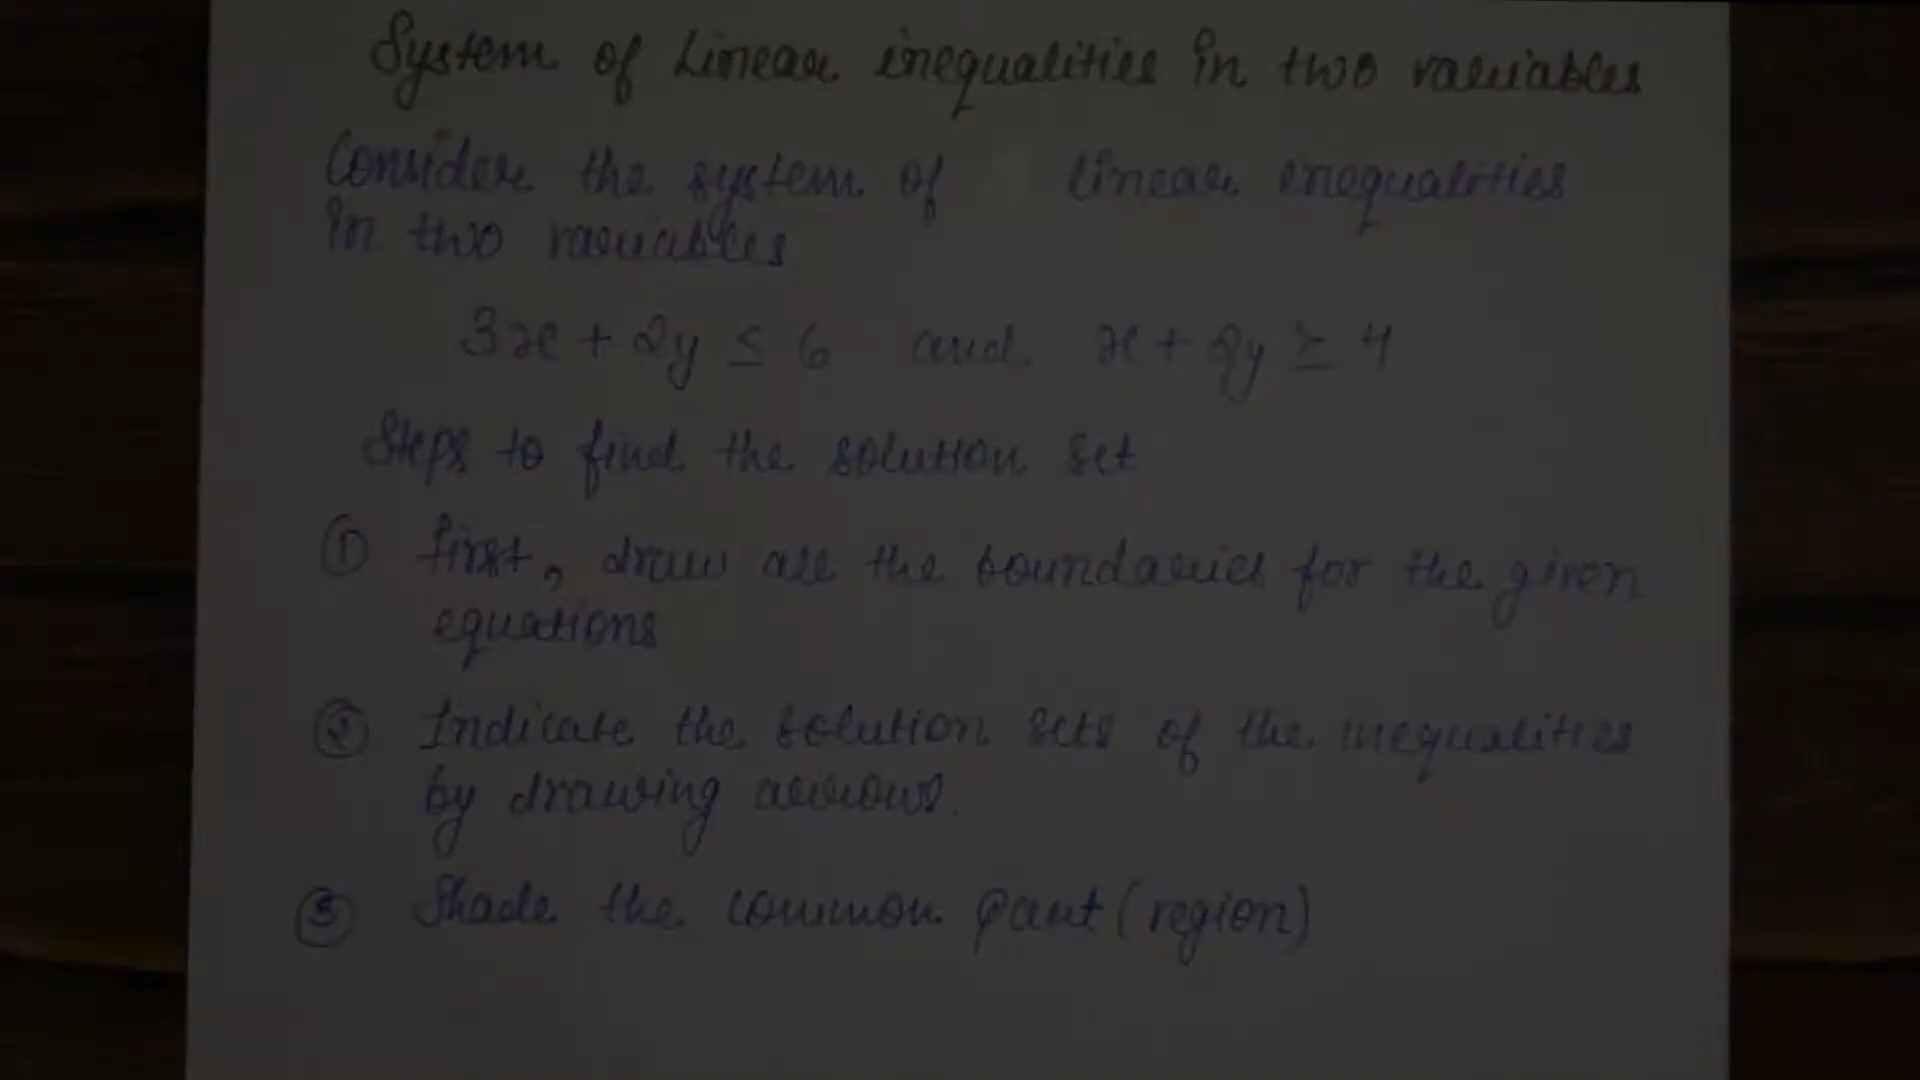 System of Linear inequalities in two variables
Consider the system of linear inequalities
in two variables
3x + 2y ≤ 6 and x + 2y ≥ 4
Steps to find the solution set
① first, draw all the boundaries for the given
equations
② Indicate the solution sets of the inequalities
by drawing arrows.
③ Shade the common part (region)